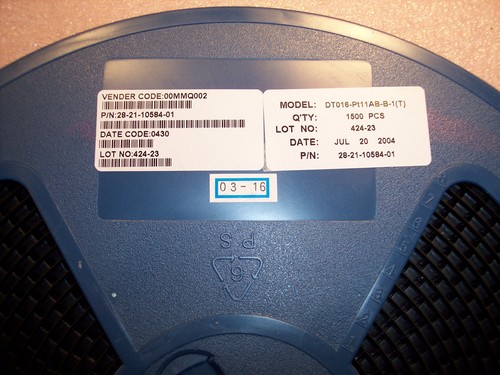 VENDER CODE:00MMQ002
P/N:28-21-10584-01
DATE CODE:0430
LOT NO:424-23
MODEL: DT016-Pt11AB-B-1(T)
Q'TY: 1500 PCS
LOT NO: 424-23
DATE: JUL 20 2004
P/N: 28-21-10584-01
03-16
PS
6